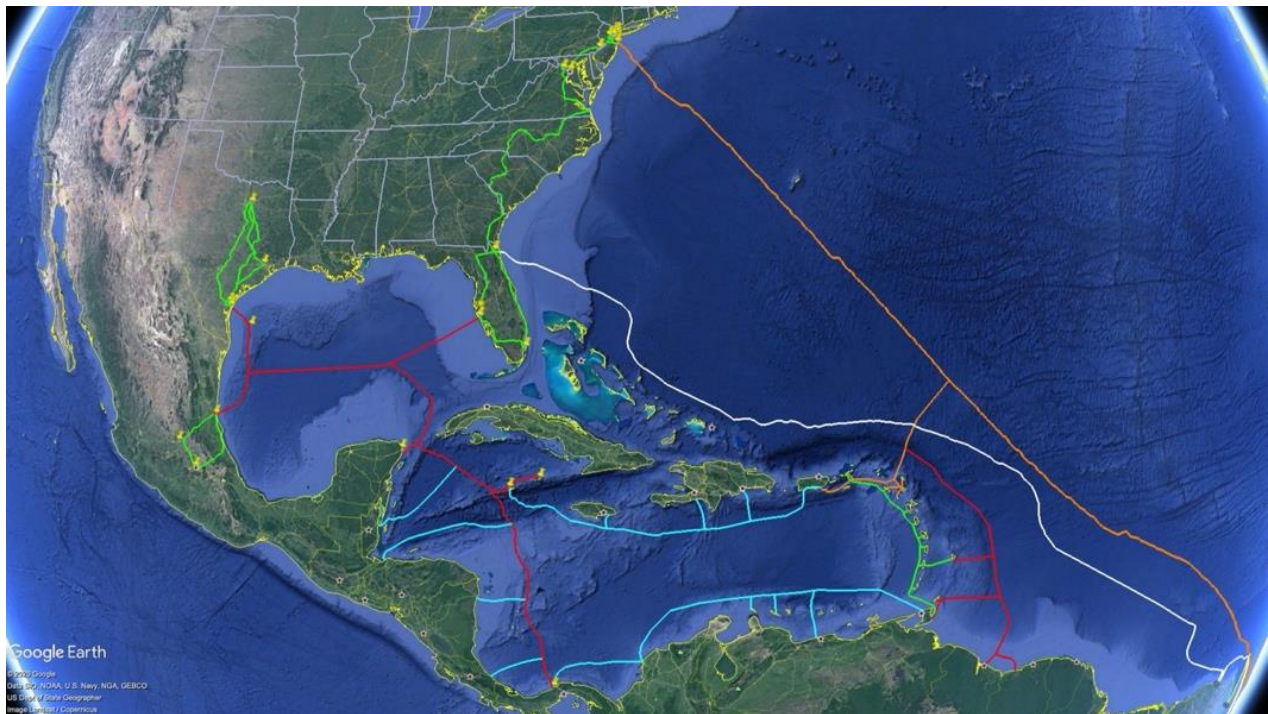 Google Earth
© 2020 Google
Data SIO, NOAA, U.S. Navy, NGA, GEBCO
US Dept of State Geographer
Image Landsat / Copernicus